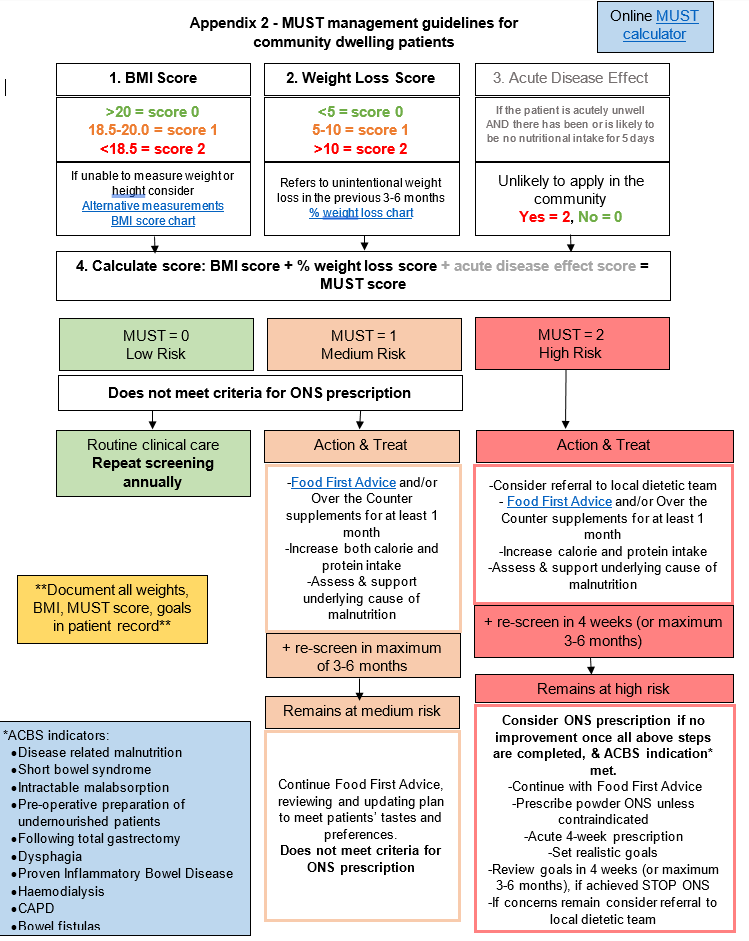 Appendix 2 - MUST management guidelines for
community dwelling patients
Online MUST
calculator
1. BMI Score
>20 = score 0
18.5-20.0 = score 1
<18.5 = score 2
If unable to measure weight or
height consider
Alternative measurements
BMI score chart
2. Weight Loss Score
<5 = score 0
5-10 = score 1
>10 = score 2
Refers to unintentional weight
loss in the previous 3-6 months
% weight loss chart
3. Acute Disease Effect
If the patient is acutely unwell
AND there has been or is likely to
be no nutritional intake for 5 days
Unlikely to apply in the
community
Yes = 2, No = 0
4. Calculate score: BMI score + % weight loss score + acute disease effect score =
MUST score
MUST = 0
Low Risk
MUST = 1
Medium Risk
MUST = 2
High Risk
Does not meet criteria for ONS prescription
Routine clinical care
Repeat screening
annually
Action & Treat
-Food First Advice and/or
Over the Counter
supplements for at least 1
month
-Increase both calorie and
protein intake
-Assess & support
underlying cause of
malnutrition
+ re-screen in maximum
of 3-6 months
Remains at medium risk
Continue Food First Advice,
reviewing and updating plan
to meet patients' tastes and
preferences.
Does not meet criteria for
ONS prescription
Action & Treat
-Consider referral to local dietetic team
- Food First Advice and/or Over the
Counter supplements for at least 1
month
-Increase calorie and protein intake
-Assess & support underlying cause of
malnutrition
+ re-screen in 4 weeks (or maximum
3-6 months)
Remains at high risk
Consider ONS prescription if no
improvement once all above steps
are completed, & ACBS indication*
met.
-Continue with Food First Advice
-Prescribe powder ONS unless
contraindicated
-Acute 4-week prescription
-Set realistic goals
-Review goals in 4 weeks (or maximum
3-6 months), if achieved STOP ONS
-If concerns remain consider referral to
local dietetic team
**Document all weights,
BMI, MUST score, goals
in patient record**
*ACBS indicators:
•Disease related malnutrition
•Short bowel syndrome
•Intractable malabsorption
•Pre-operative preparation of
undernourished patients
•Following total gastrectomy
•Dysphagia
•Proven Inflammatory Bowel Disease
•Haemodialysis
•CAPD
•Bowel fistulas